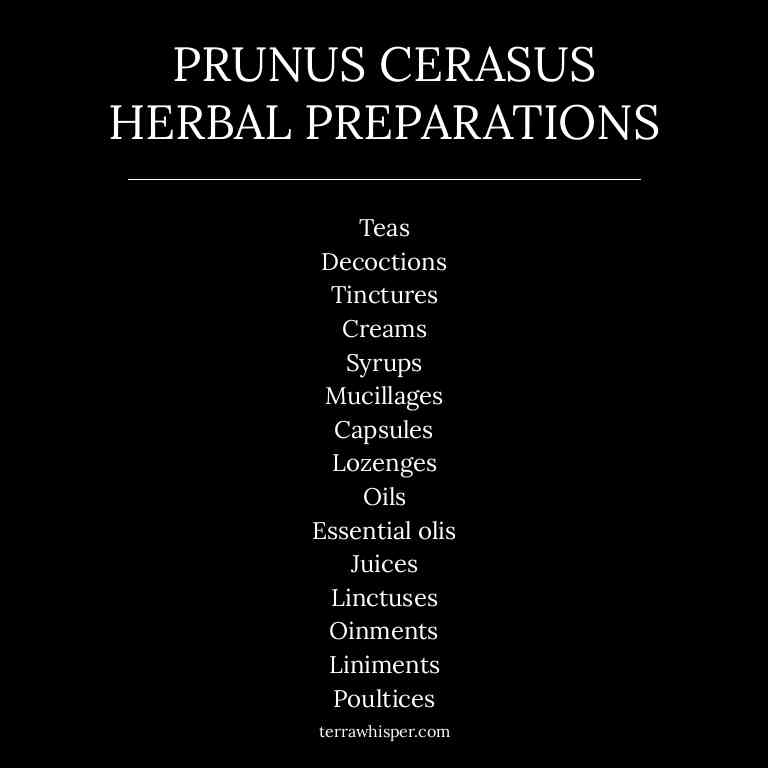 PRUNUS CERASUS
HERBAL PREPARATIONS
Teas
Decoctions
Tinctures
Creams
Syrups
Mucillages
Capsules
Lozenges
Oils
Essential olis
Juices
Linctuses
Oinments
Liniments
Poultices
terrawhisper.com